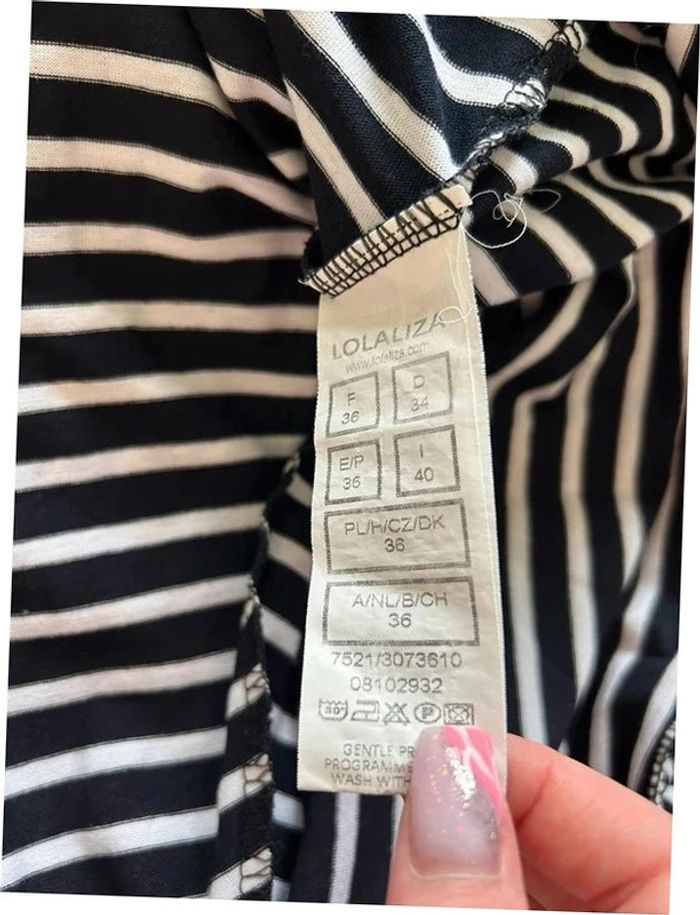 LOLALIZA
www.lolaliza.com
F D
36 34
E/P I
36 40
PL/H/CZ/DK
36
A/NL/B/CH
36
7521/3073610
08102932
P
GENTLE
PROGRAMME
WASH WITH